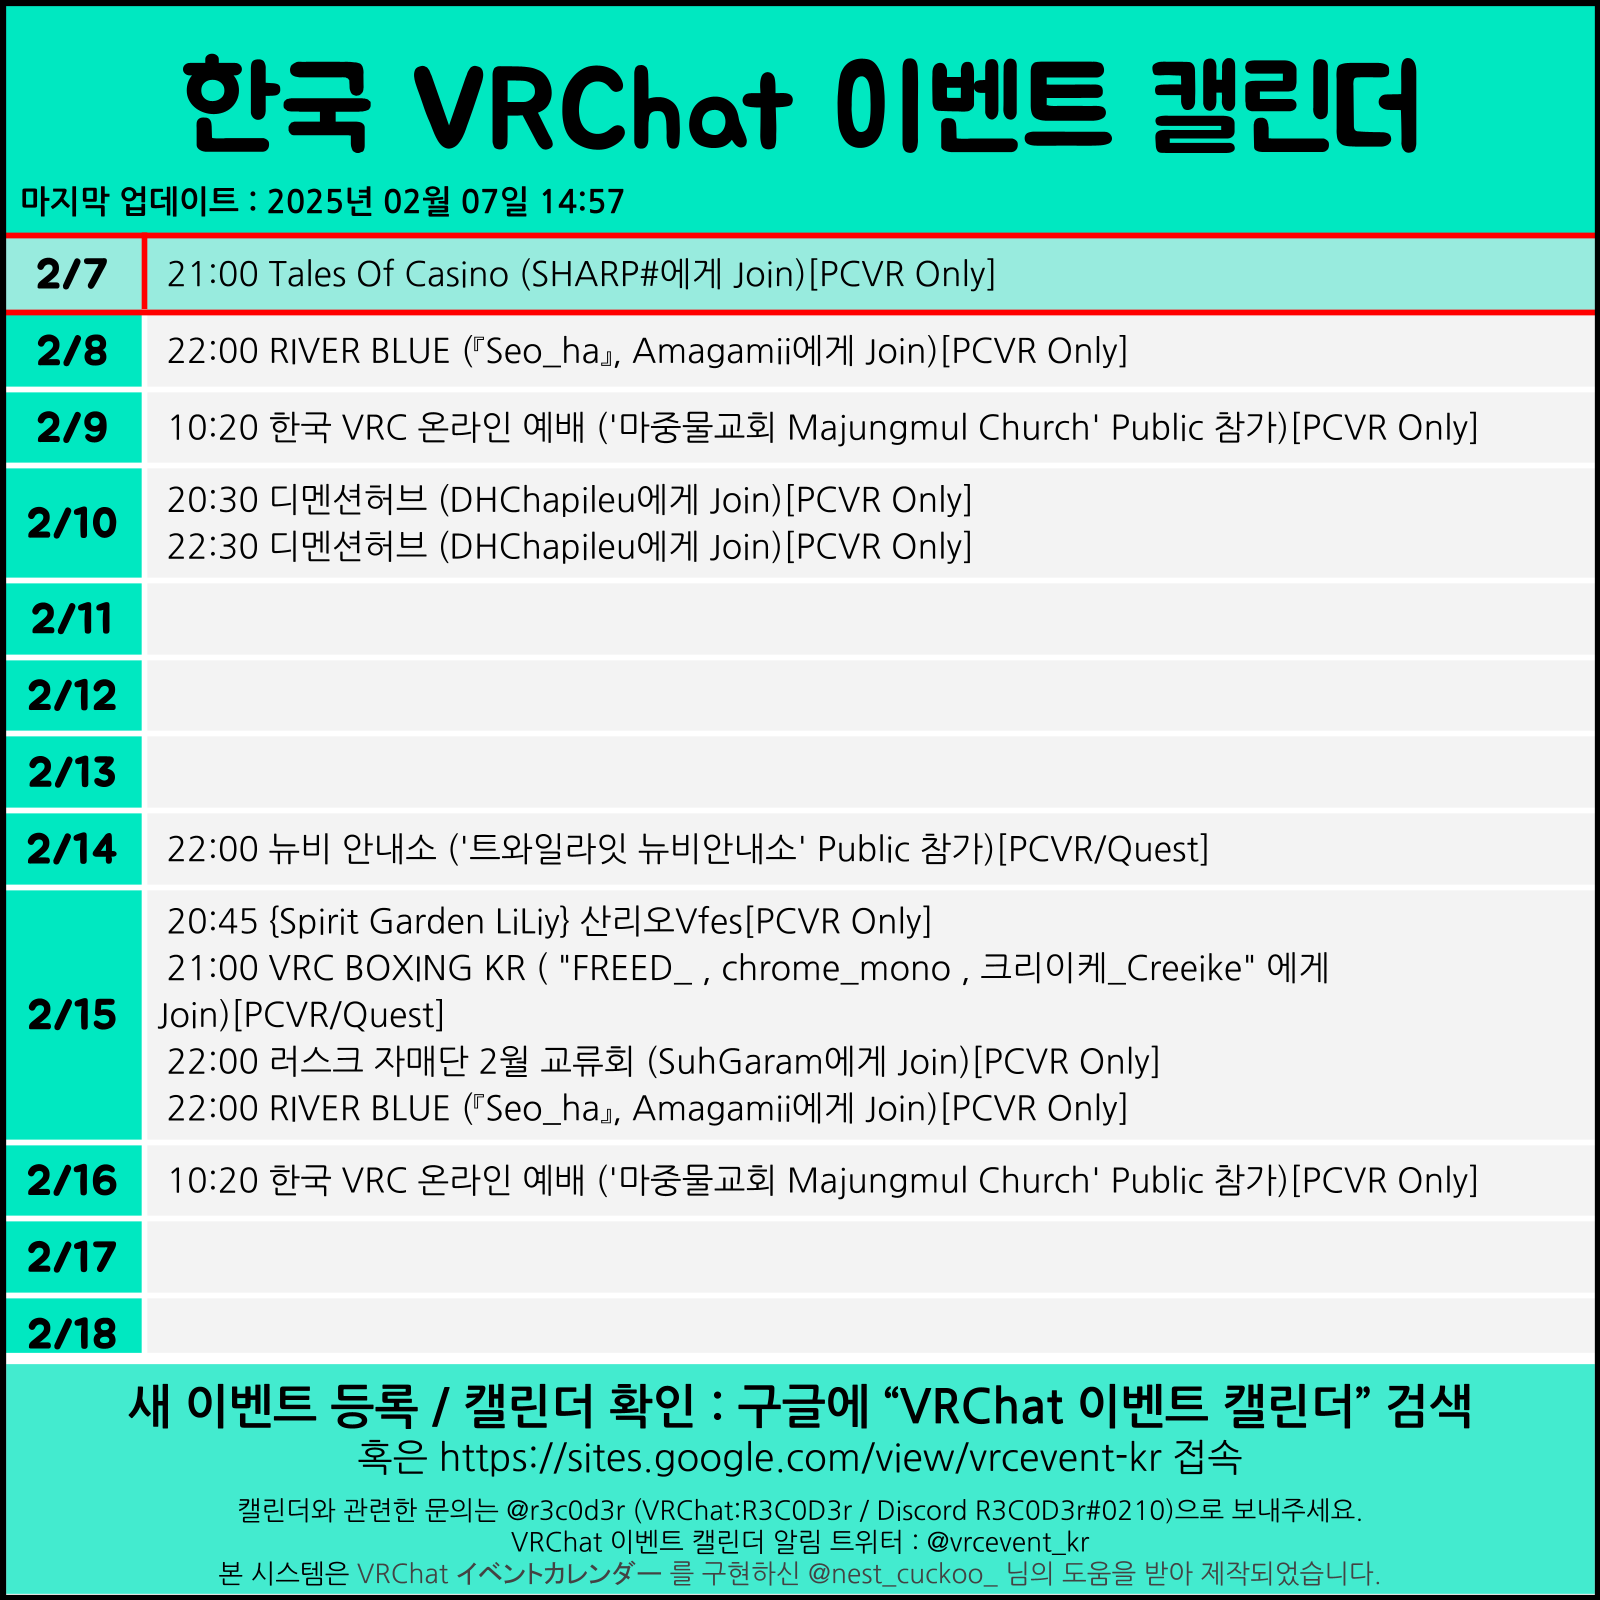 한국 VRChat 이벤트 캘린더
마지막 업데이트 : 2025년 02월 07일 14:57
2/7
21:00 Tales Of Casino (SHARP#에게 Join)[PCVR Only]
2/8
22:00 RIVER BLUE (『Seo_ha』, Amagamii에게 Join)[PCVR Only]
2/9
10:20 한국 VRC 온라인 예배 ('마중물교회 Majungmul Church' Public 참가)[PCVR Only]
2/10
20:30 디멘션허브 (DHChapileu에게 Join)[PCVR Only]
22:30 디멘션허브 (DHChapileu에게 Join)[PCVR Only]
2/11
2/12
2/13
2/14
22:00 뉴비 안내소 ('트와일라잇 뉴비안내소' Public 참가)[PCVR/Quest]
2/15
20:45 {Spirit Garden LiLiy} 산리오Vfes[PCVR Only]
21:00 VRC BOXING KR ( "FREED_ , chrome_mono , 크리이케_Creeike" 에게
Join)[PCVR/Quest]
22:00 러스크 자매단 2월 교류회 (SuhGaram에게 Join)[PCVR Only]
22:00 RIVER BLUE (『Seo_ha』, Amagamii에게 Join)[PCVR Only]
2/16
10:20 한국 VRC 온라인 예배 ('마중물교회 Majungmul Church' Public 참가)[PCVR Only]
2/17
2/18
새 이벤트 등록 / 캘린더 확인 : 구글에 “VRChat 이벤트 캘린더” 검색
혹은 https://sites.google.com/view/vrcevent-kr 접속
캘린더와 관련한 문의는 @r3c0d3r (VRChat:R3C0D3r / Discord R3C0D3r#0210)으로 보내주세요.
VRChat 이벤트 캘린더 알림 트위터 : @vrcevent_kr
본 시스템은 VRChat イベントカレンダー 를 구현하신 @nest_cuckoo_ 님의 도움을 받아 제작되었습니다.